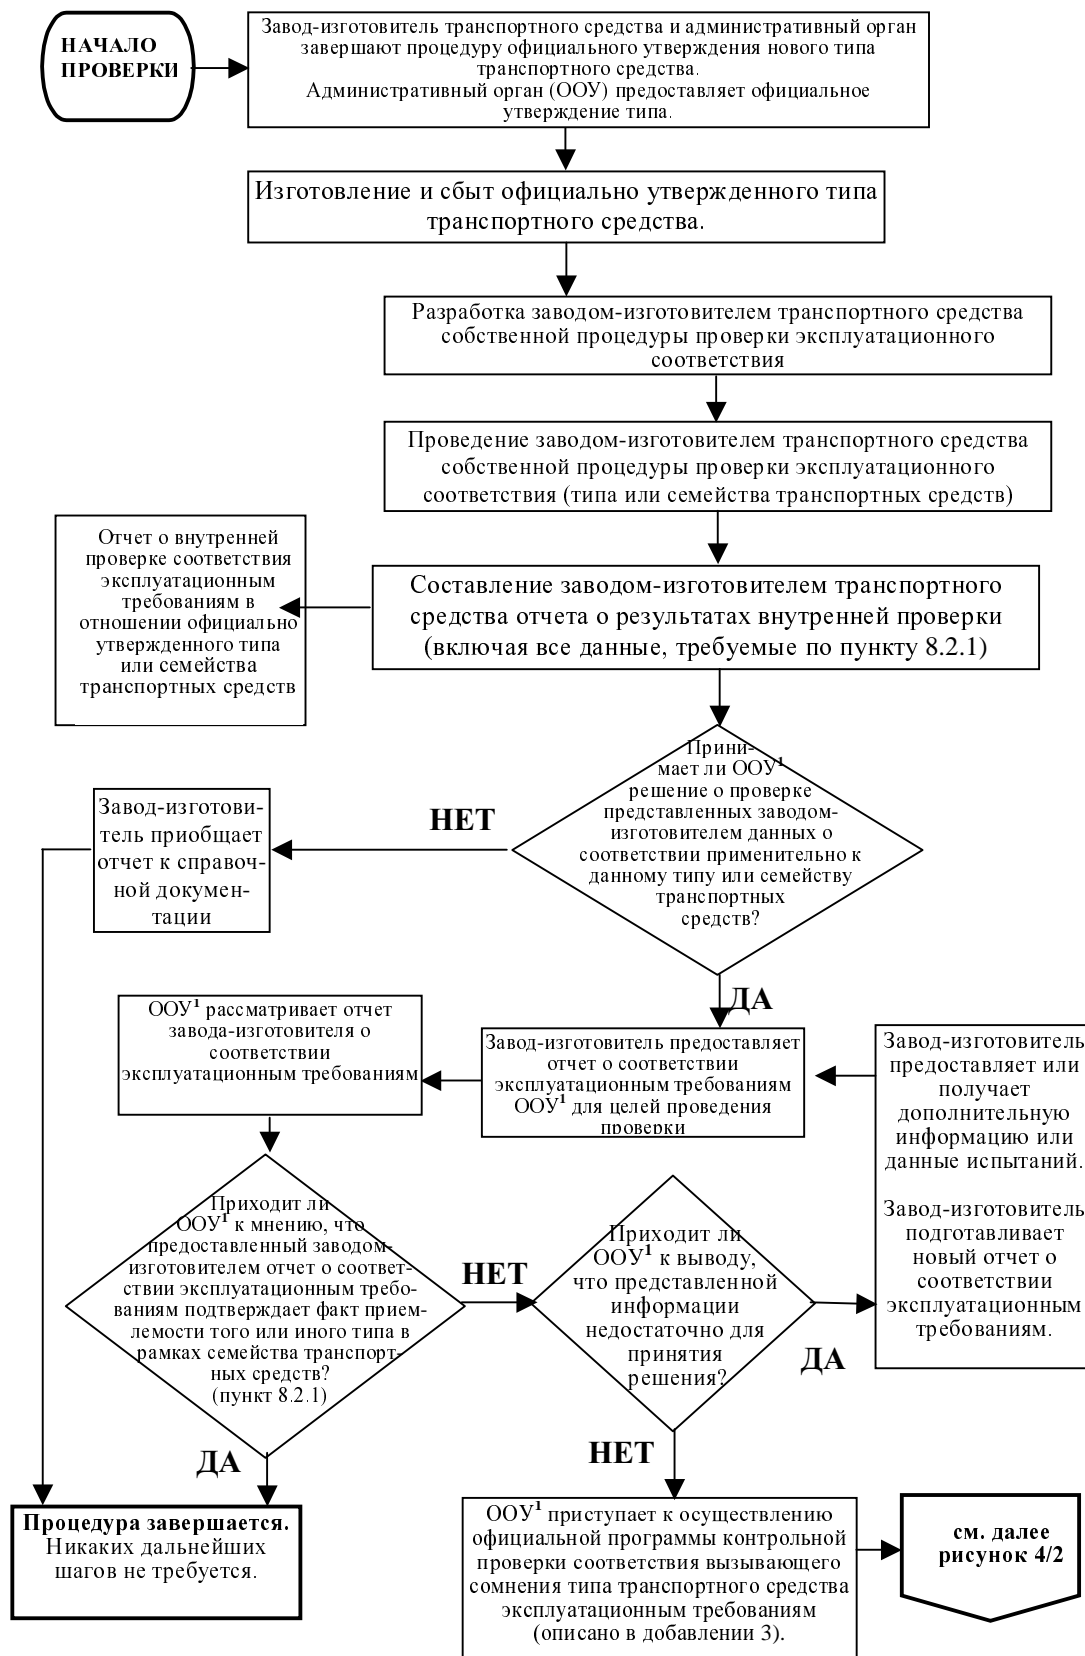 НАЧАЛО
ПРОВЕРКИ
Завод-изготовитель транспортного средства и административный орган
завершают процедуру официального утверждения нового типа
транспортного средства.
Административный орган (ООУ) предоставляет официальное
утверждение типа.
Изготовление и сбыт официально утвержденного типа
транспортного средства.
Разработка заводом-изготовителем транспортного средства
собственной процедуры проверки эксплуатационного
соответствия
Проведение заводом-изготовителем транспортного средства
собственной процедуры проверки эксплуатационного
соответствия (типа или семейства транспортных средств)
Отчет о внутренней
проверке соответствия
эксплуатационным
требованиям в
отношении официально
утвержденного типа
или семейства
транспортных средств
Составление заводом-изготовителем транспортного
средства отчета о результатах внутренней проверки
(включая все данные, требуемые по пункту 8.2.1)
Прини-
мает ли ООУ¹
решение о проверке
представленных заводом-
изготовителем данных о
соответствии применительно к
данному типу или семейству
транспортных
средств?
НЕТ
Завод-изготови-
тель приобщает
отчет к справоч-
ной докумен-
тации
ДА
ООУ¹ рассматривает отчет
завода-изготовителя о
соответствии
эксплуатационным требованиям
Завод-изготовитель предоставляет
отчет о соответствии
эксплуатационным требованиям
ООУ¹ для целей проведения
проверки
Завод-изготовитель
предоставляет или
получает
дополнительную
информацию или
данные испытаний.
Завод-изготовитель
подготавливает
новый отчет о
соответствии
эксплуатационным
требованиям.
Приходит ли
ООУ¹ к мнению, что
предоставленный заводом-
изготовителем отчет о соответ-
ствии эксплуатационным требо-
ваниям подтверждает факт прием-
лемости того или иного типа в
рамках семейства транспорт-
ных средств?
(пункт 8.2.1)
НЕТ
Приходит ли
ООУ¹ к выводу,
что представленной
информации
недостаточно для
принятия
решения?
ДА
ДА
НЕТ
Процедура завершается.
Никаких дальнейших
шагов не требуется.
ООУ¹ приступает к осуществлению
официальной программы контрольной
проверки соответствия вызывающего
сомнения типа транспортного средства
эксплуатационным требованиям
(описано в добавлении 3).
см. далее
рисунок 4/2